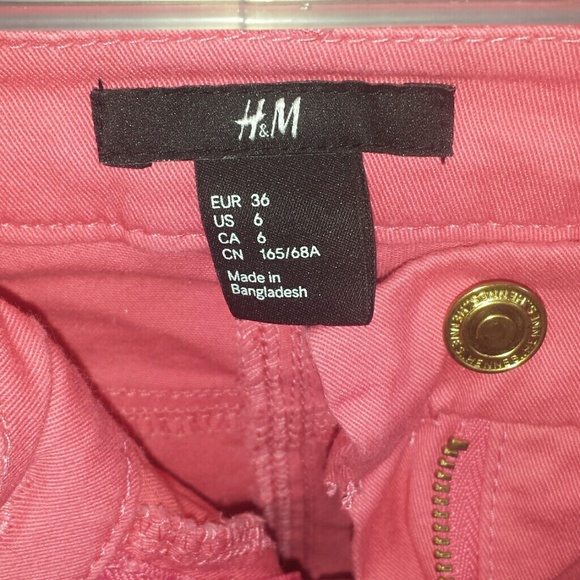 H&M
EUR 36
US 6
CA 6
CN 165/68A
Made in
Bangladesh